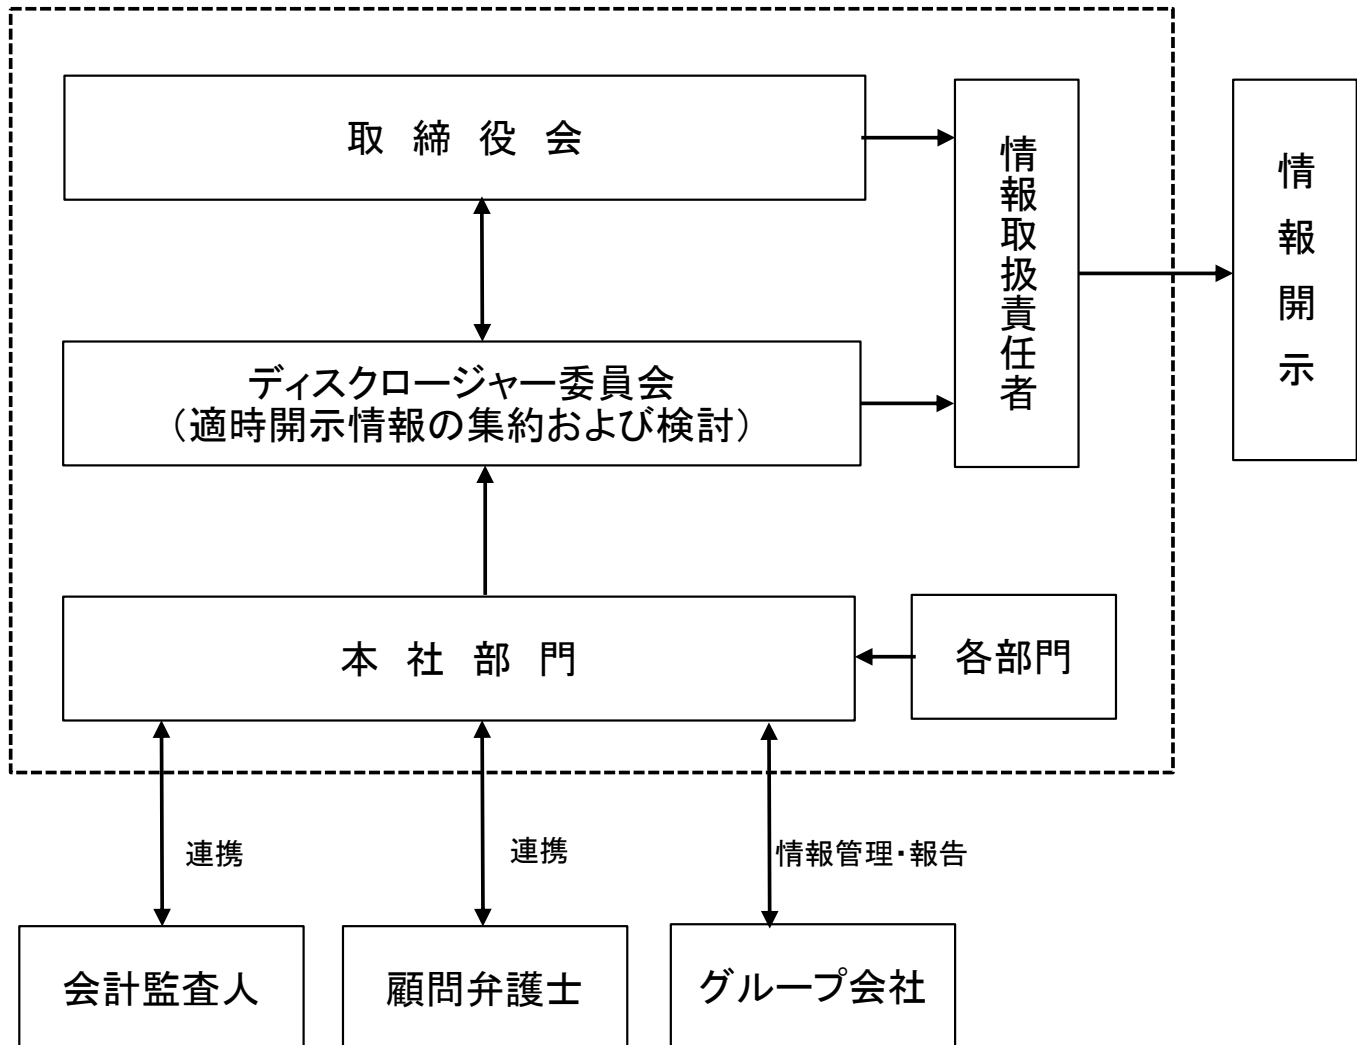 取締役会
情報取扱責任者
情報開示
ディスクロージャー委員会
（適時開示情報の集約および検討）
本社部門
各部門
連携
連携
情報管理・報告
会計監査人
顧問弁護士
グループ会社